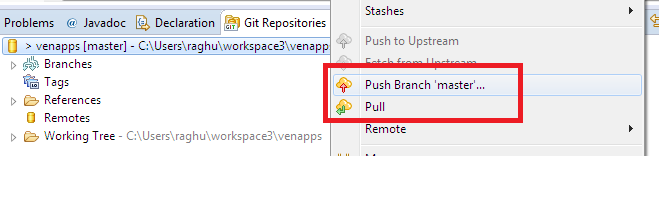 Problems @ Javadoc Declaration Git Repositories
> venapps [master] - C:\Users\raghu\workspace3\venapps
Branches
Tags
References
Remotes
Working Tree - C:\Users\raghu\workspace3\venapps
Stashes
Push to Upstream
Fetch from Upstream
Push Branch 'master'...
Pull
Remote